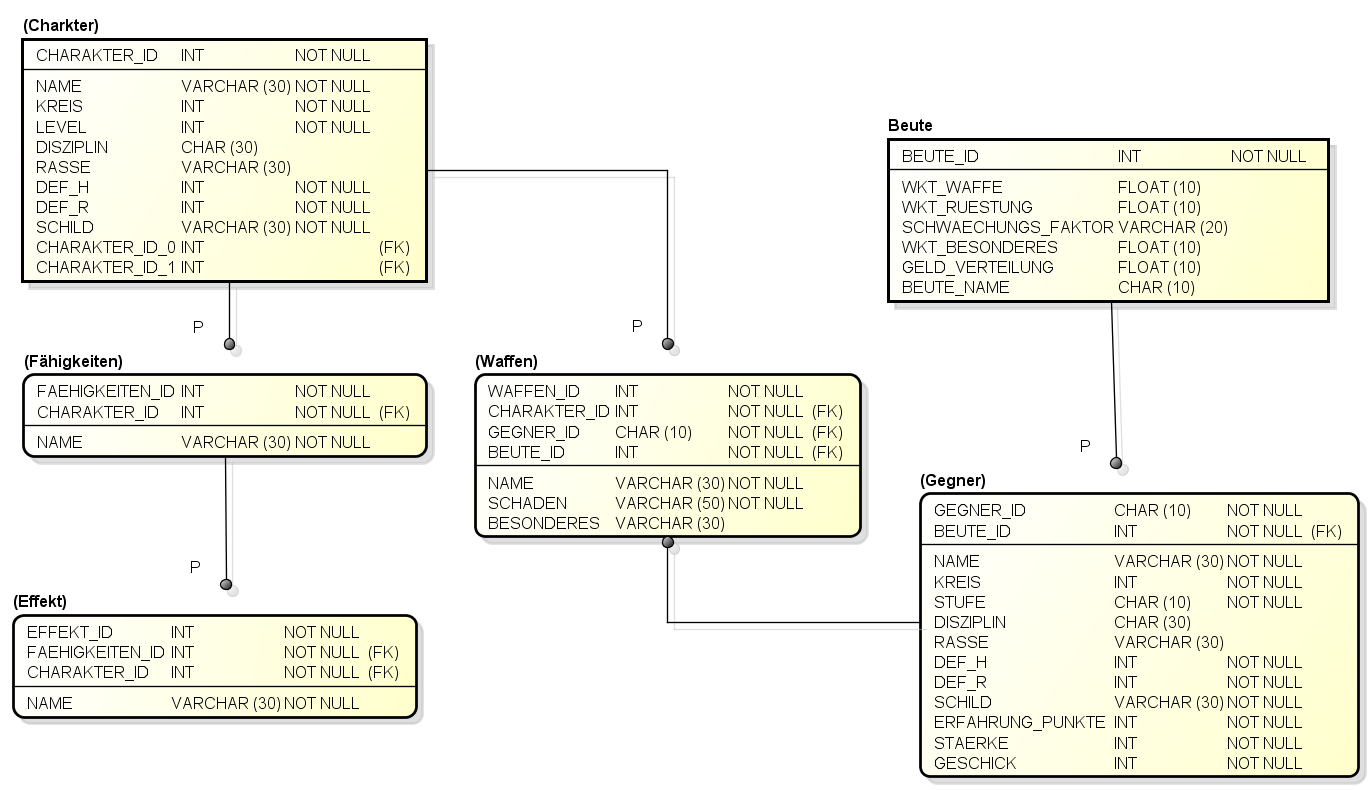 (Charkter)
CHARAKTER_ID INT NOT NULL
NAME VARCHAR (30) NOT NULL
KREIS INT NOT NULL
LEVEL INT NOT NULL
DISZIPLIN CHAR (30)
RASSE VARCHAR (30)
DEF_H INT NOT NULL
DEF_R INT NOT NULL
SCHILD VARCHAR (30) NOT NULL
CHARAKTER_ID_0 INT (FK)
CHARAKTER_ID_1 INT (FK)
P
P
(Fähigkeiten)
FAEHIGKEITEN_ID INT NOT NULL
CHARAKTER_ID INT NOT NULL (FK)
NAME VARCHAR (30) NOT NULL
P
(Effekt)
EFFEKT_ID INT NOT NULL
FAEHIGKEITEN_ID INT NOT NULL (FK)
CHARAKTER_ID INT NOT NULL (FK)
NAME VARCHAR (30) NOT NULL
(Waffen)
WAFFEN_ID INT NOT NULL
CHARAKTER_ID INT NOT NULL (FK)
GEGNER_ID CHAR (10) NOT NULL (FK)
BEUTE_ID INT NOT NULL (FK)
NAME VARCHAR (30) NOT NULL
SCHADEN VARCHAR (50) NOT NULL
BESONDERES VARCHAR (30)
Beute
BEUTE_ID INT NOT NULL
WKT_WAFFE FLOAT (10)
WKT_RUESTUNG FLOAT (10)
SCHWAECHUNGS_FAKTOR VARCHAR (20)
WKT_BESONDERES FLOAT (10)
GELD_VERTEILUNG FLOAT (10)
BEUTE_NAME CHAR (10)
P
(Gegner)
GEGNER_ID CHAR (10) NOT NULL
BEUTE_ID INT NOT NULL (FK)
NAME VARCHAR (30) NOT NULL
KREIS INT NOT NULL
STUFE CHAR (10) NOT NULL
DISZIPLIN CHAR (30)
RASSE VARCHAR (30)
DEF_H INT NOT NULL
DEF_R INT NOT NULL
SCHILD VARCHAR (30) NOT NULL
ERFAHRUNG_PUNKTE INT NOT NULL
STAERKE INT NOT NULL
GESCHICK INT NOT NULL